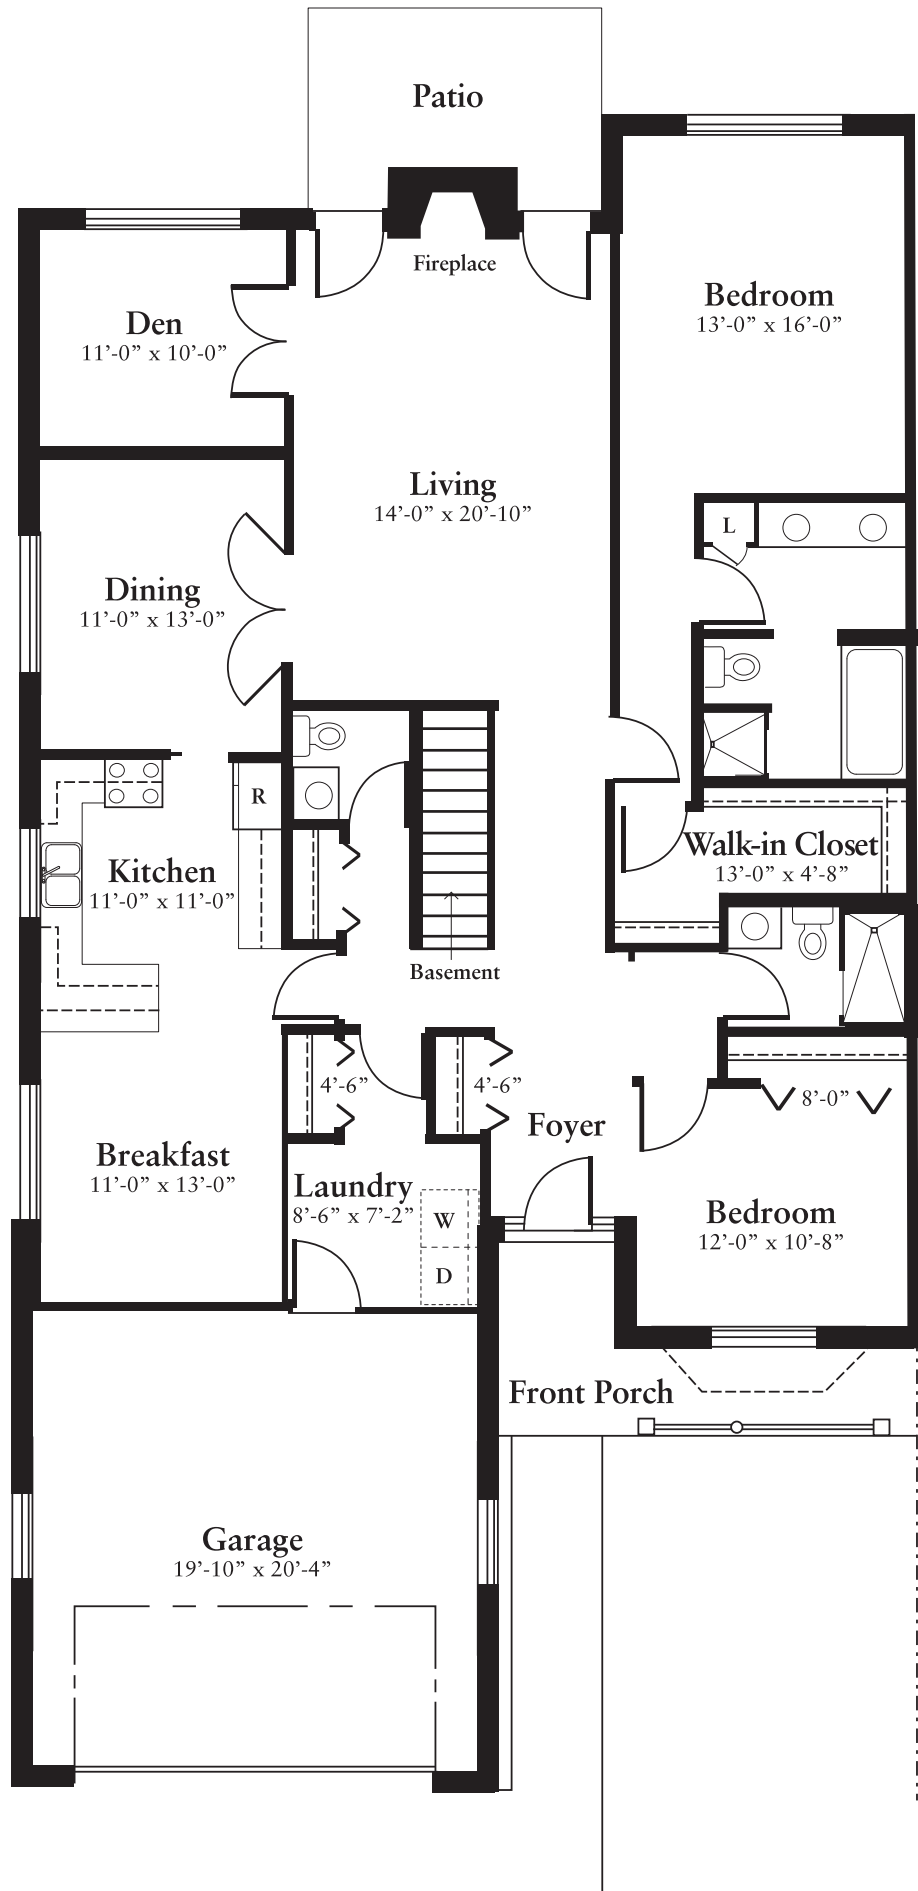 Patio
Fireplace
Bedroom
13’-0” x 16’-0”
Den
11’-0” x 10’-0”
Living
14’-0” x 20’-10”
L
Dining
11’-0” x 13’-0”
R
Kitchen
11’-0” x 11’-0”
Walk-in Closet
13’-0” x 4’-8”
Basement
4’-6”
4’-6”
8’-0”
Foyer
Breakfast
11’-0” x 13’-0”
Laundry
8’-6” x 7’-2”
W
D
Bedroom
12’-0” x 10’-8”
Front Porch
Garage
19’-10” x 20’-4”